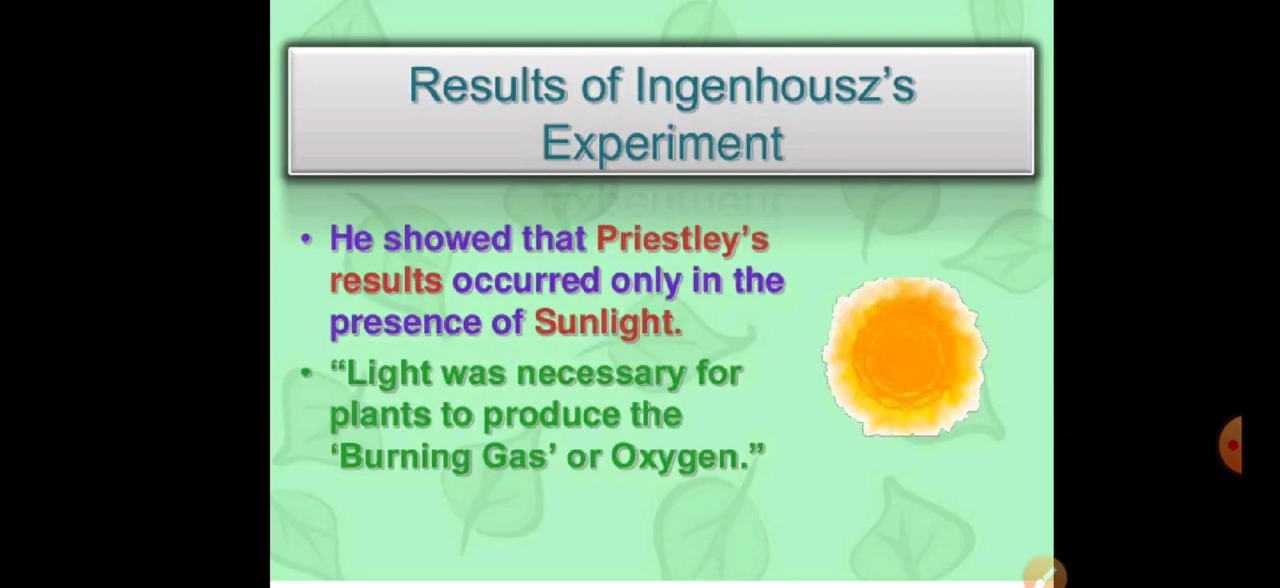 Results of Ingenhousz's
Experiment
• He showed that Priestley's
results occurred only in the
presence of Sunlight.
• “Light was necessary for
plants to produce the
‘Burning Gas’ or Oxygen.”